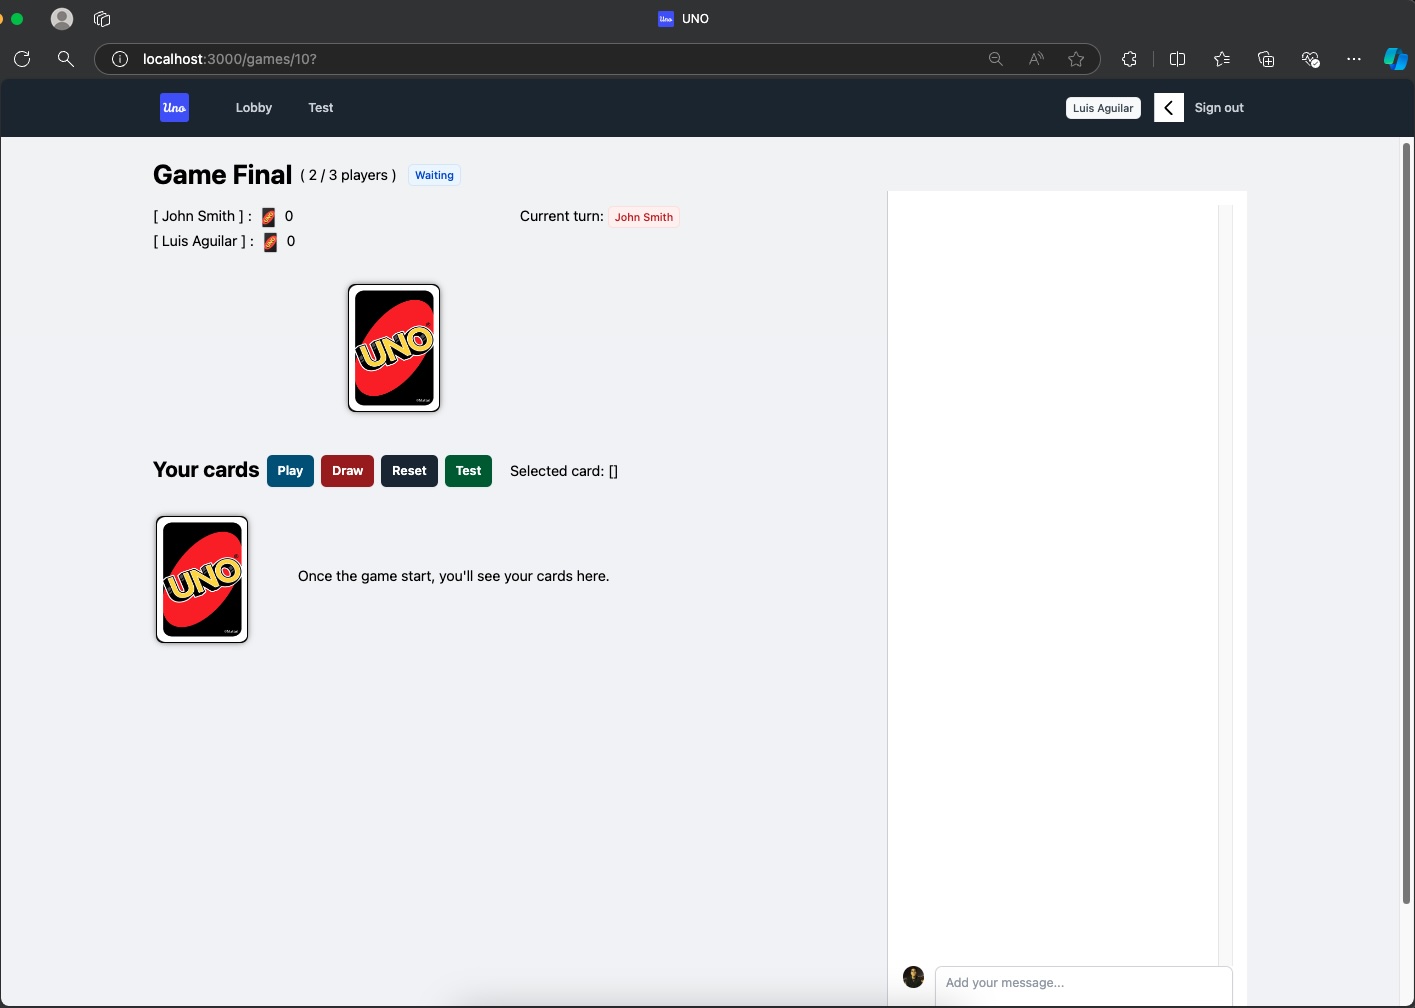 UNO
localhost:3000/games/10?
Uno Lobby Test Luis Aguilar Sign out
Game Final ( 2 / 3 players ) Waiting
[ John Smith ] : 0 Current turn: John Smith
[ Luis Aguilar ] : 0
UNO
Your cards Play Draw Reset Test Selected card: []
UNO
Once the game start, you'll see your cards here.
Add your message...